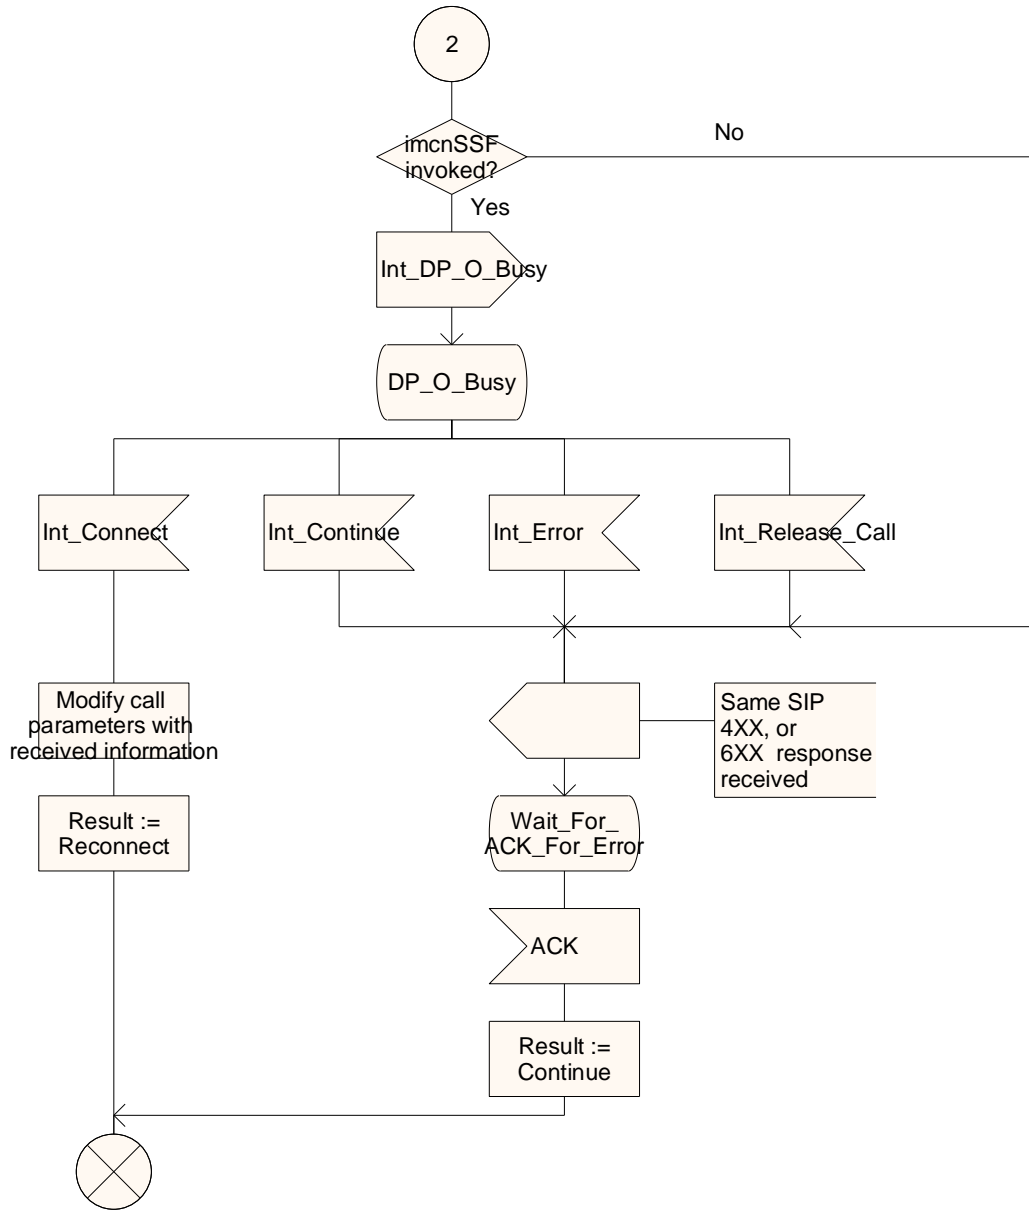 2
imcnSSF
invoked?
No
Yes
Int_DP_O_Busy
DP_O_Busy
Int_Connect
Int_Continue
Int_Error
Int_Release_Call
Modify call
parameters with
received information
Same SIP
4XX, or
6XX  response
received
Result :=
Reconnect
Wait_For_
ACK_For_Error
ACK
Result :=
Continue